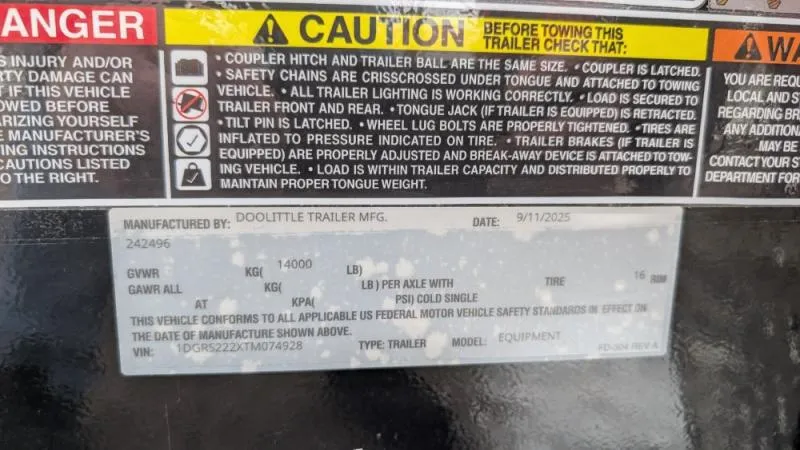 ANGER
S INJURY AND/OR
RTY DAMAGE CAN
T IF THIS VEHICLE
OWED BEFORE
ARIZING YOURSELF
E MANUFACTURER'S
ING INSTRUCTIONS
CAUTIONS LISTED
TO THE RIGHT.
CAUTION
BEFORE TOWING THIS
TRAILER CHECK THAT:
• COUPLER HITCH AND TRAILER BALL ARE THE SAME SIZE. • COUPLER IS LATCHED.
• SAFETY CHAINS ARE CRISSCROSSED UNDER TONGUE AND ATTACHED TO TOWING
VEHICLE. • ALL TRAILER LIGHTING IS WORKING CORRECTLY. • LOAD IS SECURED TO
TRAILER FRONT AND REAR. • TONGUE JACK (IF TRAILER IS EQUIPPED) IS RETRACTED.
• TILT PIN IS LATCHED. • WHEEL LUG BOLTS ARE PROPERLY TIGHTENED. • TIRES ARE
INFLATED TO PRESSURE INDICATED ON TIRE. • TRAILER BRAKES (IF TRAILER IS
EQUIPPED) ARE PROPERLY ADJUSTED AND BREAK-AWAY DEVICE IS ATTACHED TO TOW-
ING VEHICLE. • LOAD IS WITHIN TRAILER CAPACITY AND DISTRIBUTED PROPERLY TO
MAINTAIN PROPER TONGUE WEIGHT.
WA
YOU ARE REQU
LOCAL AND S
REGARDING BR
ANY ADDITION
MAY BE
CONTACT YOUR S
DEPARTMENT FOR
MANUFACTURED BY: DOOLITTLE TRAILER MFG. DATE: 9/11/2025
242496
GVWR KG( 14000 LB)
GAWR ALL KG( LB) PER AXLE WITH TIRE 16 RIM
AT KPA( PSI) COLD SINGLE
THIS VEHICLE CONFORMS TO ALL APPLICABLE US FEDERAL MOTOR VEHICLE SAFETY STANDARDS IN EFFECT ON
THE DATE OF MANUFACTURE SHOWN ABOVE.
VIN: 1DGRS222XTM074928 TYPE: TRAILER MODEL: EQUIPMENT PD-504 REV A